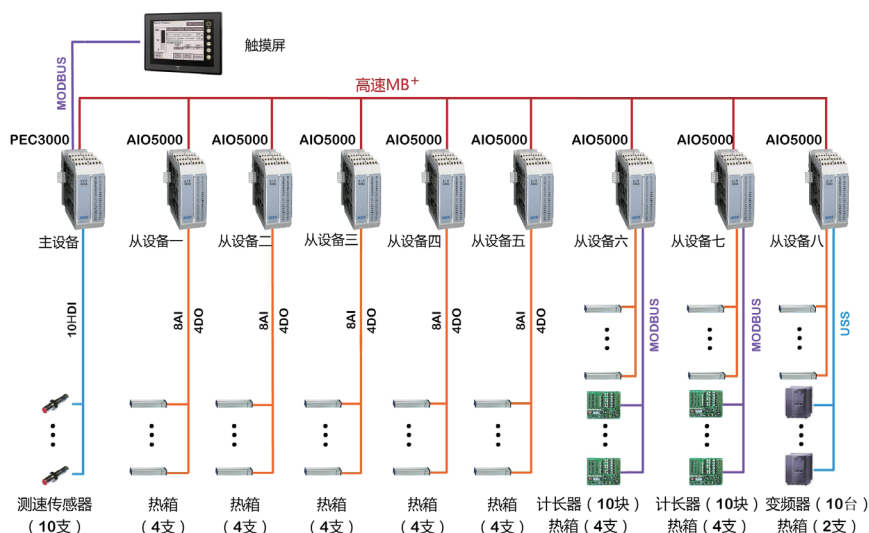 触摸屏
MODBUS
高速MB+
PEC3000
AIO5000
AIO5000
AIO5000
AIO5000
AIO5000
AIO5000
AIO5000
AIO5000
主设备
从设备一
从设备二
从设备三
从设备四
从设备五
从设备六
从设备七
从设备八
10HDI
8AI
4DO
8AI
4DO
8AI
4DO
8AI
4DO
8AI
4DO
MODBUS
MODBUS
USS
测速传感器
（10支）
热箱
（4支）
热箱
（4支）
热箱
（4支）
热箱
（4支）
热箱
（4支）
计长器（10块）
热箱（4支）
计长器（10块）
热箱（4支）
变频器（10台）
热箱（2支）